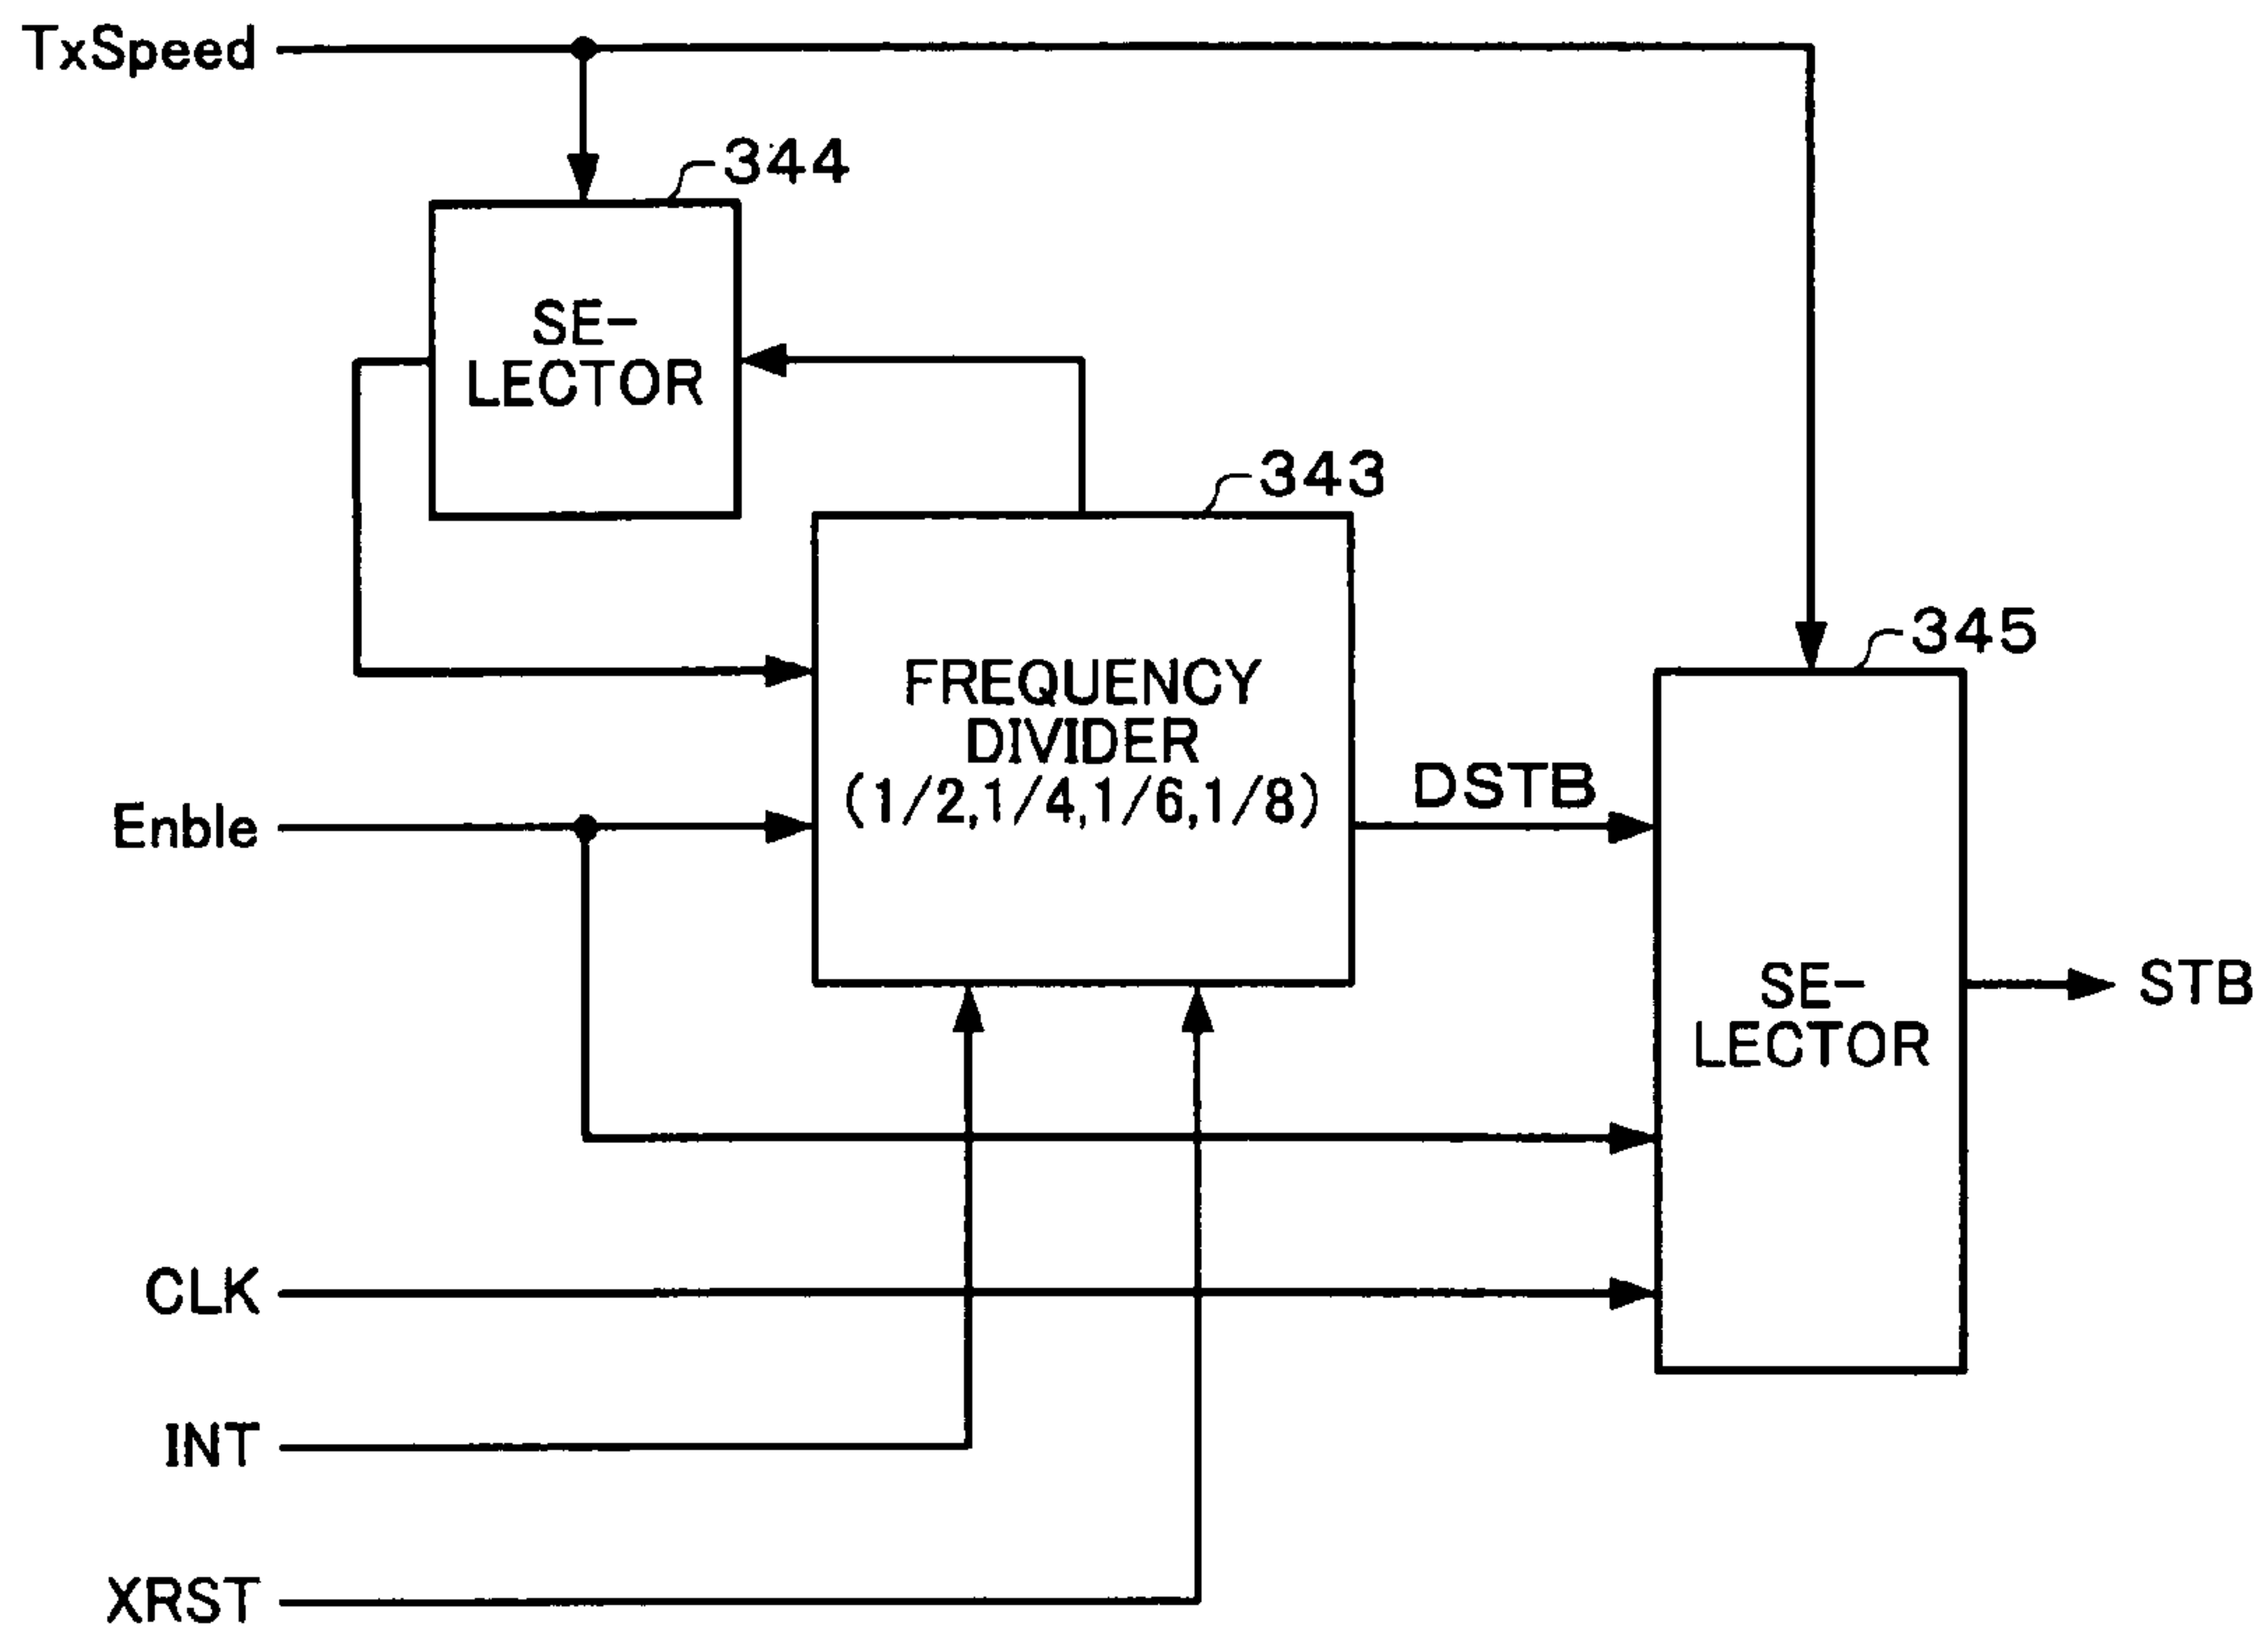 TxSpeed
344
SE-
LECTOR
343
FREQUENCY
DIVIDER
(1/2,1/4,1/6,1/8)
345
DSTB
Enble
SE-
LECTOR
STB
CLK
INT
XRST